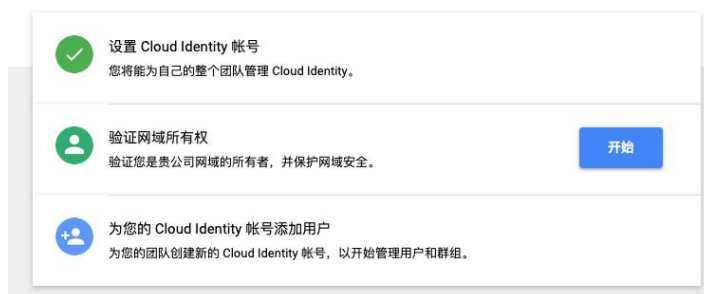 设置 Cloud Identity 帐号
您将能为自己的整个团队管理 Cloud Identity。
验证网域所有权
验证您是贵公司网域的所有者，并保护网域安全。
开始
为您的 Cloud Identity 帐号添加用户
为您的团队创建新的 Cloud Identity 帐号，以开始管理用户和群组。